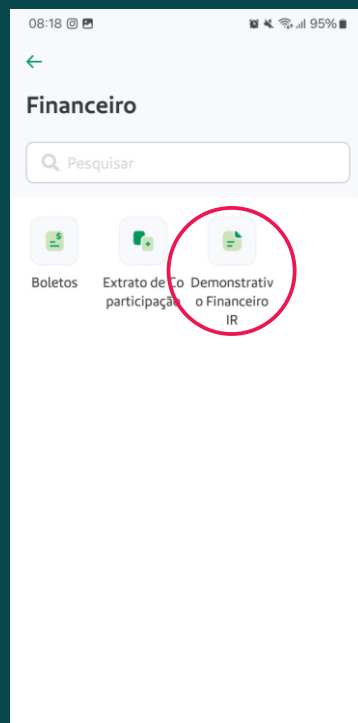 08:18 95%
Financeiro
Pesquisar
Boletos
Extrato de Co
participação
Demonstrativ
o Financeiro
IR